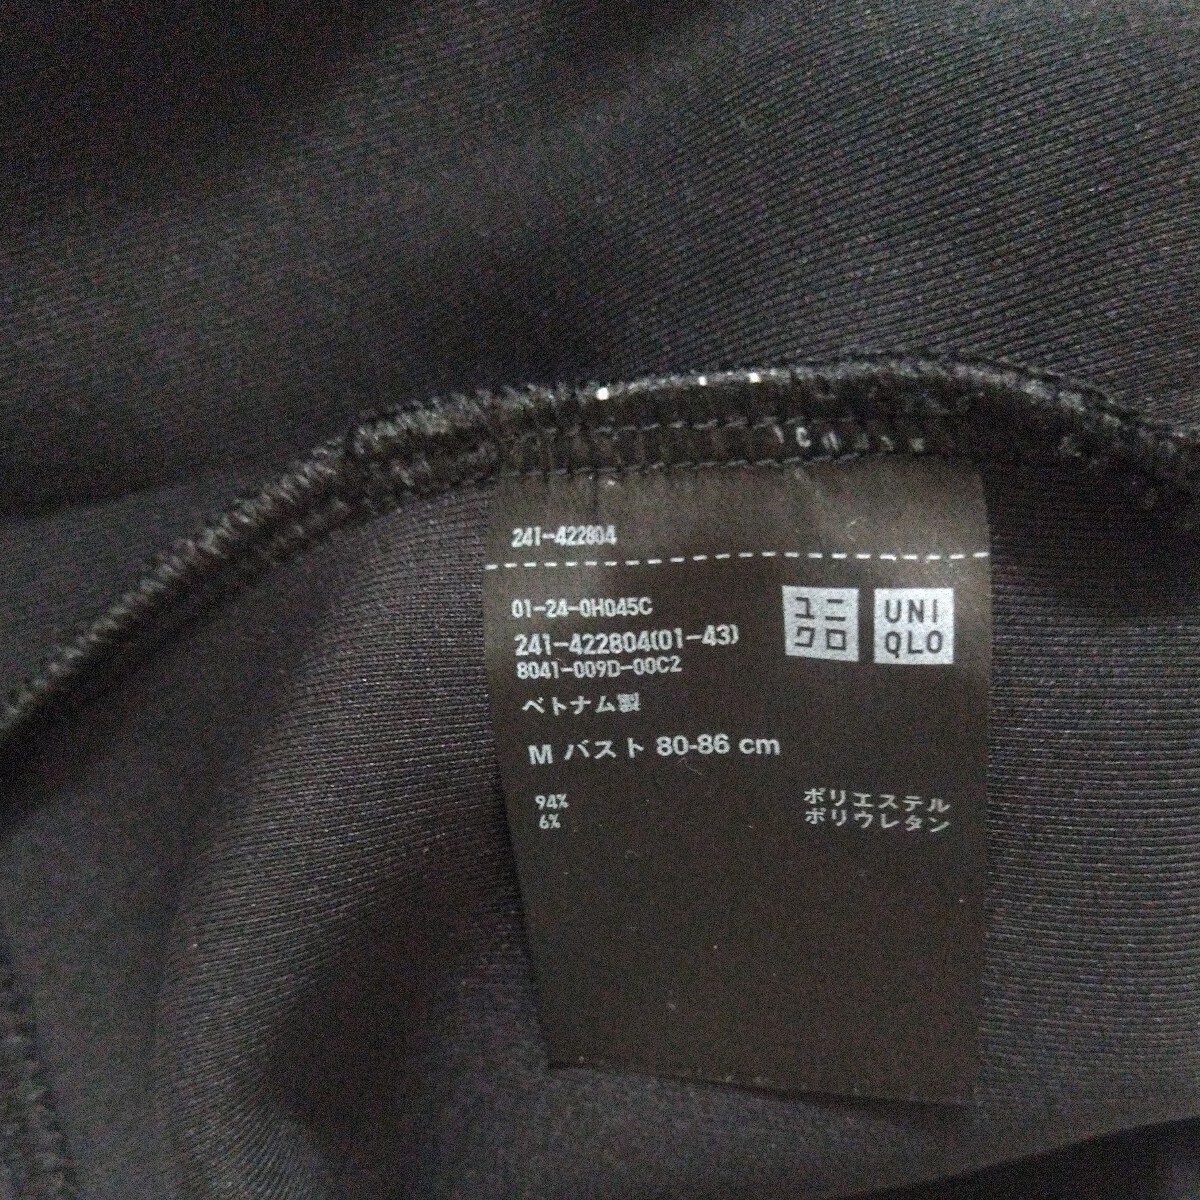 241-422804
01-24-0H045C
241-422804(01-43)
8041-009D-00C2
ユニクロ
UNIQLO
ベトナム製
M バスト 80-86 cm
94% ポリエステル
6% ポリウレタン